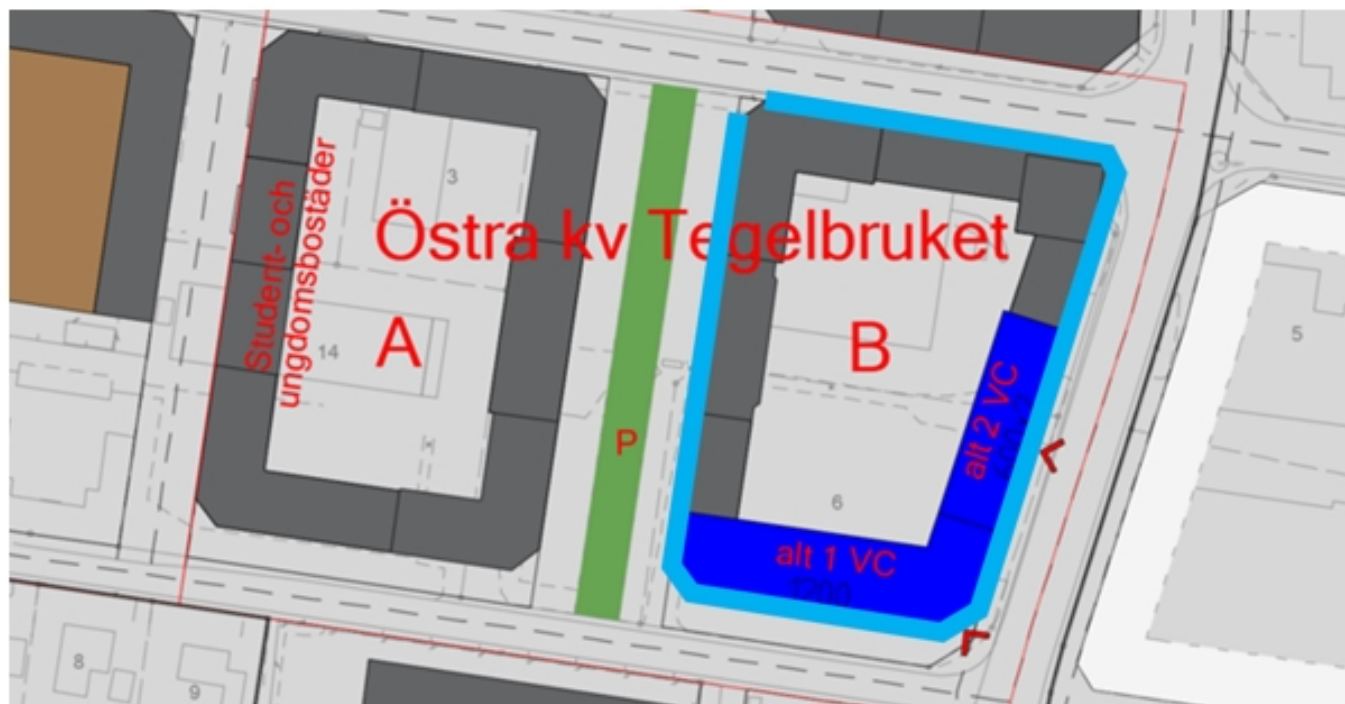 Student- och
ungdomsbostäder
3
Östra kv Tegelbruket
14
A
B
5
P
alt 2 VC
6
alt 1 VC
1200
8
9